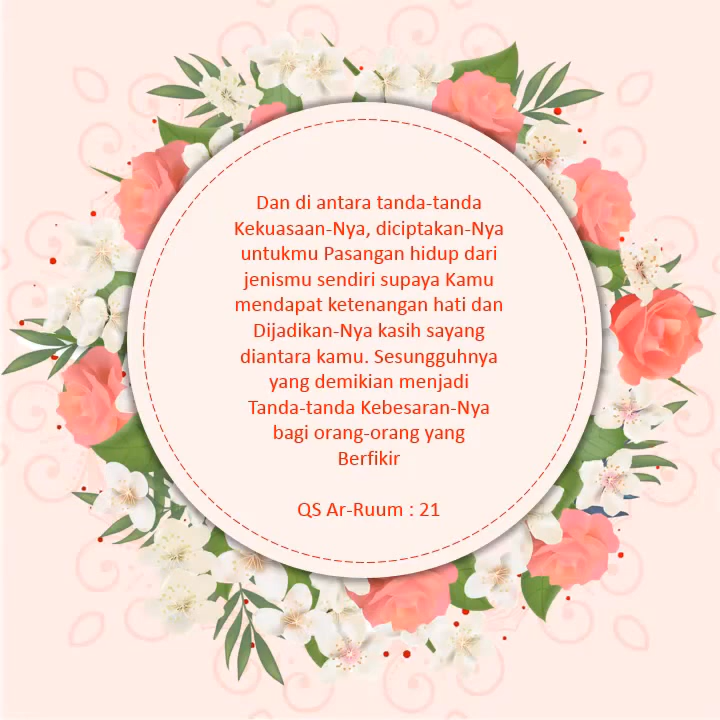 Dan di antara tanda-tanda
Kekuasaan-Nya, diciptakan-Nya
untukmu Pasangan hidup dari
jenismu sendiri supaya Kamu
mendapat ketenangan hati dan
Dijadikan-Nya kasih sayang
diantara kamu. Sesungguhnya
yang demikian menjadi
Tanda-tanda Kebesaran-Nya
bagi orang-orang yang
Berfikir
QS Ar-Ruum : 21